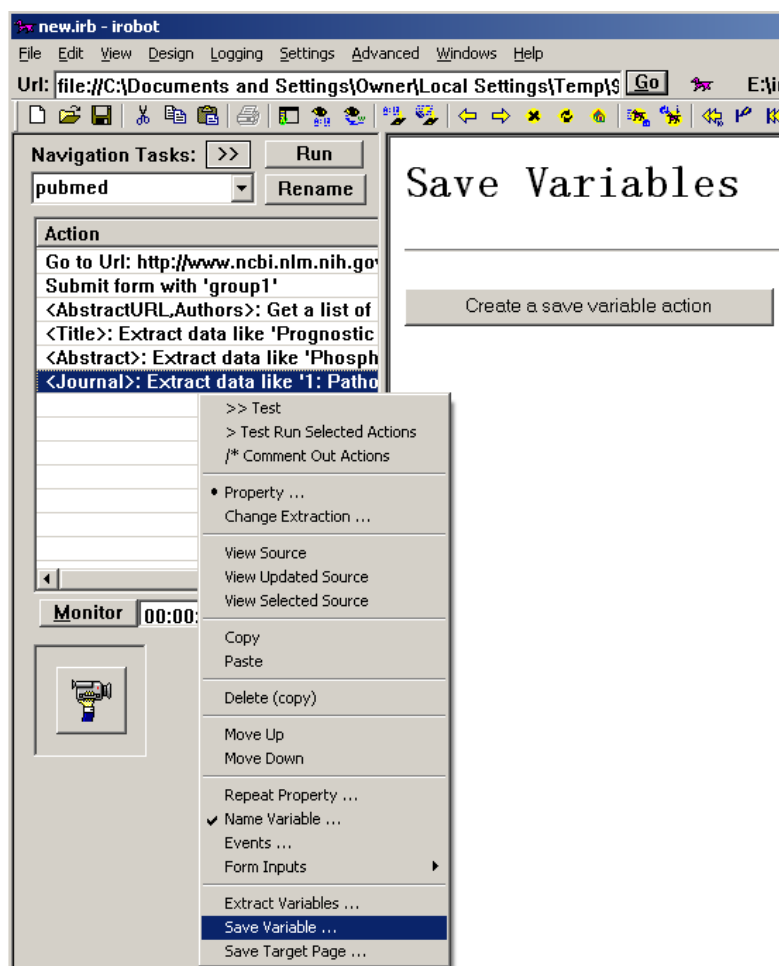 new.irb - irobot
File Edit View Design Logging Settings Advanced Windows Help
Url: file://C:\Documents and Settings\Owner\Local Settings\Temp\ Go E:\i
Navigation Tasks: >> Run
pubmed Rename
Action
Go to Url: http://www.ncbi.nlm.nih.go
Submit form with 'group1'
<AbstractURL,Authors>: Get a list of
<Title>: Extract data like 'Prognostic
<Abstract>: Extract data like 'Phosph
<Journal>: Extract data like '1: Patho
>> Test
> Test Run Selected Actions
/* Comment Out Actions
Property ...
Change Extraction ...
View Source
View Updated Source
View Selected Source
Copy
Paste
Delete (copy)
Move Up
Move Down
Repeat Property ...
Name Variable ...
Events ...
Form Inputs
Extract Variables ...
Save Variable ...
Save Target Page ...
Monitor 00:00:
Save Variables
Create a save variable action